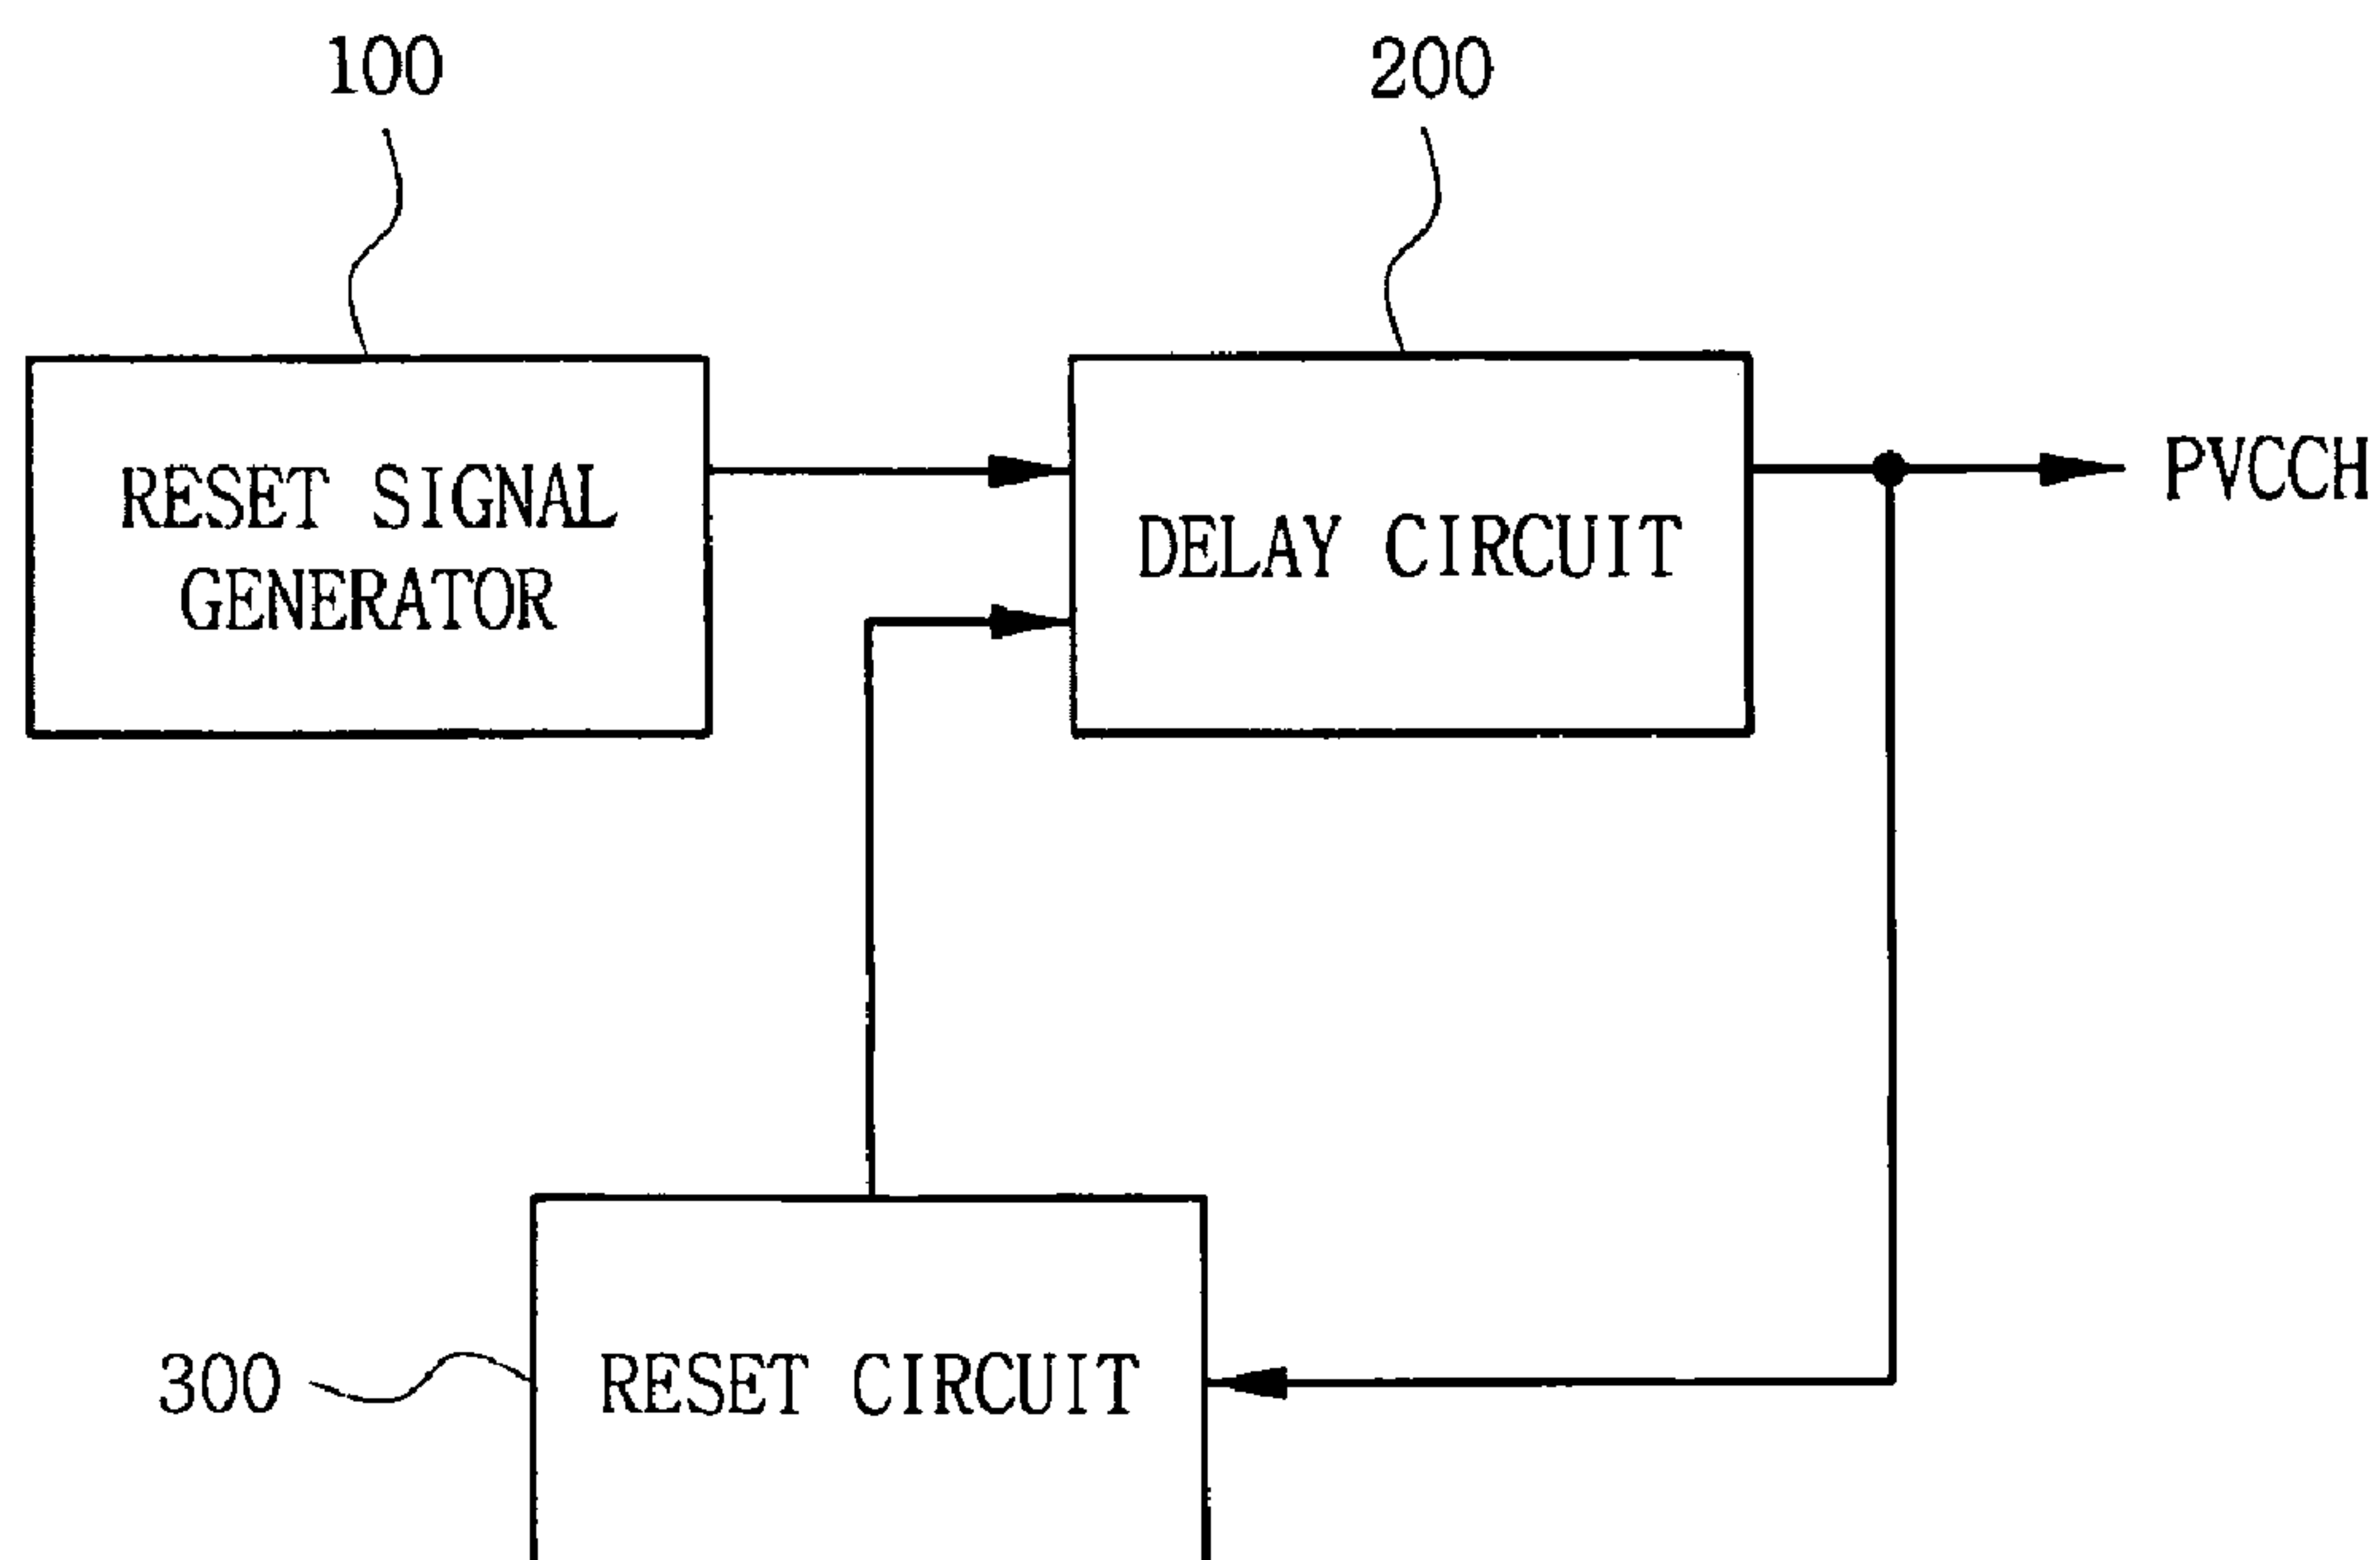 100
200
RESET SIGNAL
GENERATOR
DELAY CIRCUIT
PVCCH
300
RESET CIRCUIT